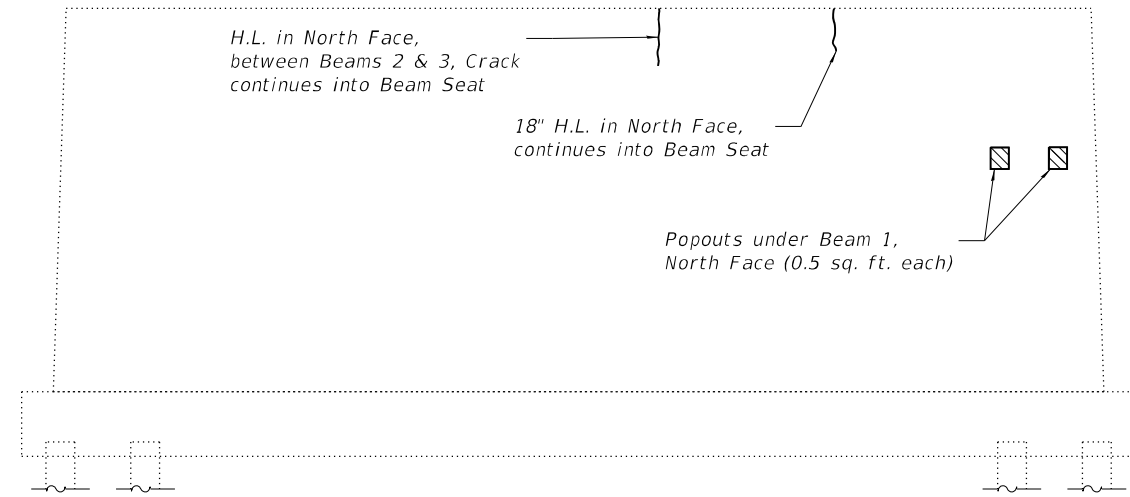 H.L. in North Face,
between Beams 2 & 3, Crack
continues into Beam Seat
18" H.L. in North Face,
continues into Beam Seat
Popouts under Beam 1,
North Face (0.5 sq. ft. each)